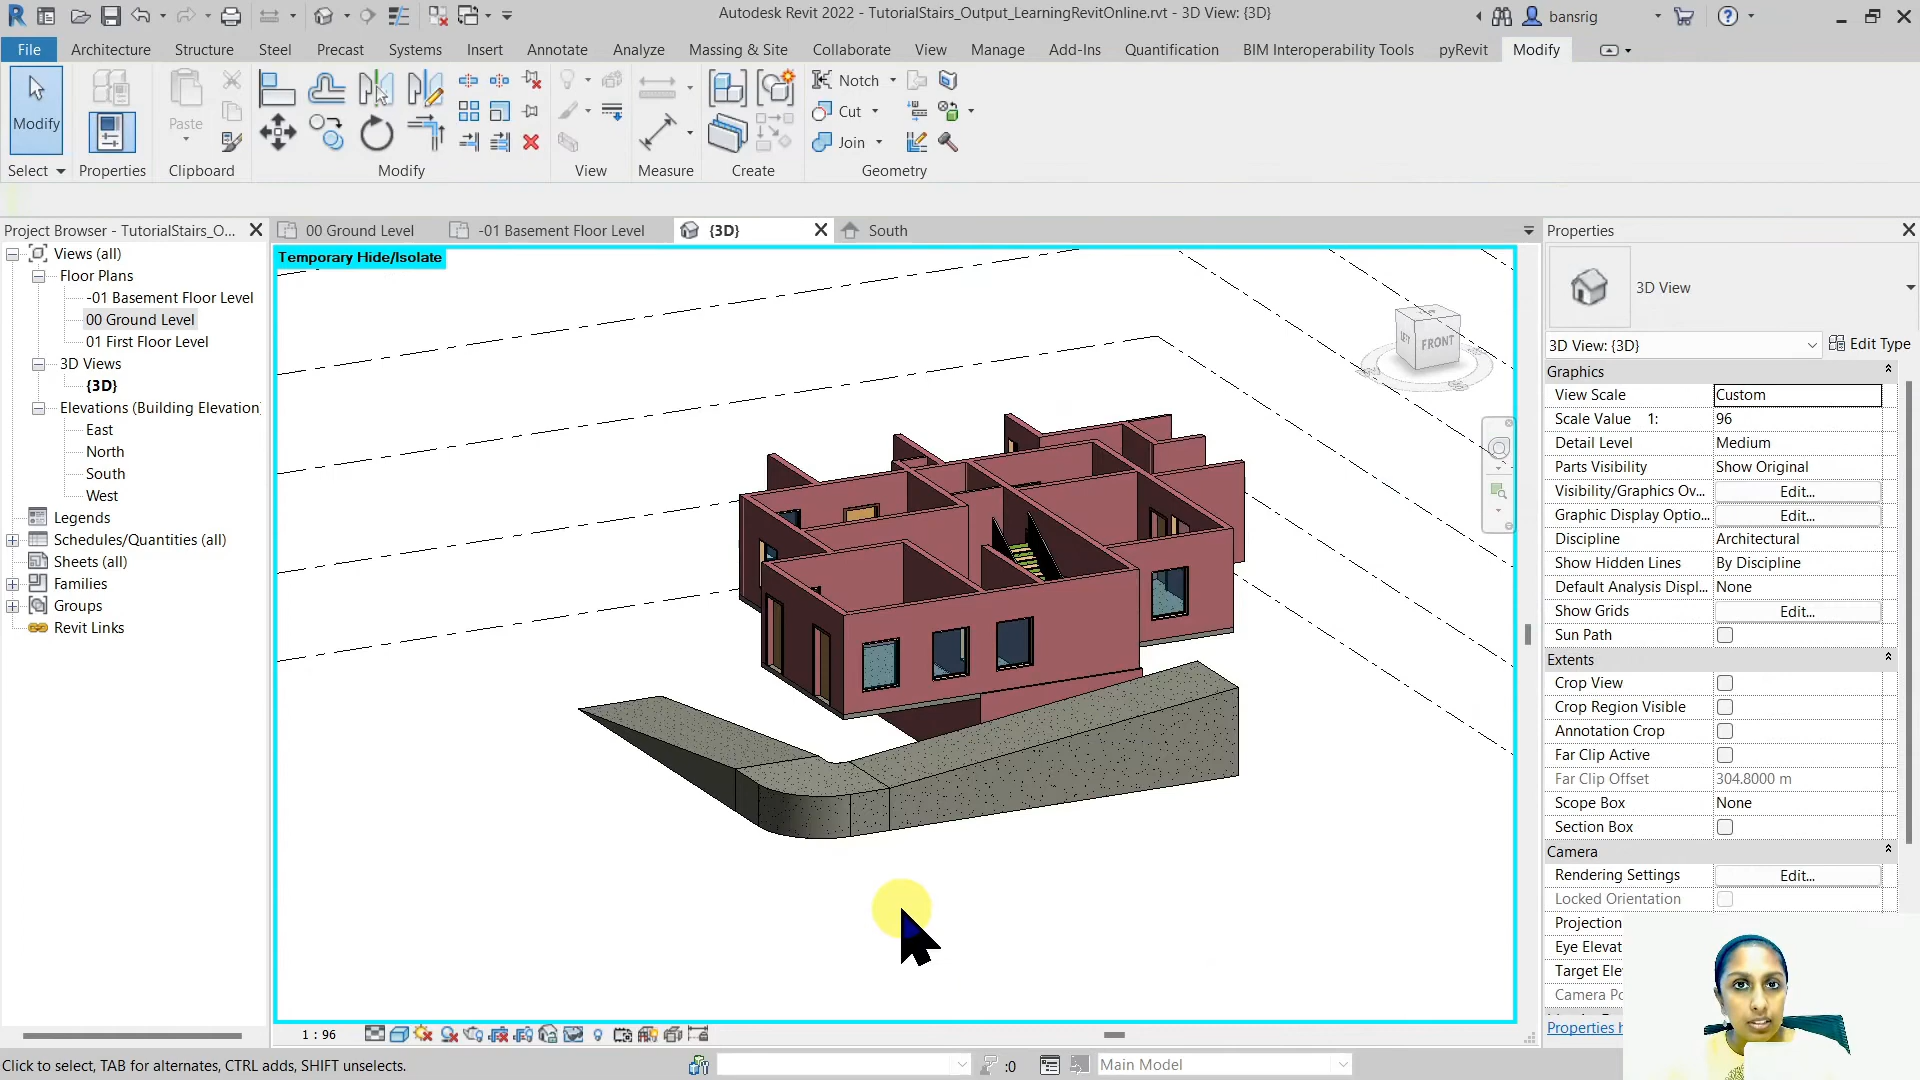 Autodesk Revit 2022 - TutorialStairs_Output_LearningRevitOnline.rvt - 3D View: {3D}
bansrig
File Architecture Structure Steel Precast Systems Insert Annotate Analyze Massing & Site Collaborate View Manage Add-Ins Quantification BIM Interoperability Tools pyRevit Modify
Modify
Paste
Notch
Cut
Join
Select Properties Clipboard Modify View Measure Create Geometry
Project Browser - TutorialStairs_O...
Views (all)
Floor Plans
-01 Basement Floor Level
00 Ground Level
01 First Floor Level
3D Views
{3D}
Elevations (Building Elevation)
East
North
South
West
Legends
Schedules/Quantities (all)
Sheets (all)
Families
Groups
Revit Links
00 Ground Level
-01 Basement Floor Level
{3D}
South
Temporary Hide/Isolate
LEFT
FRONT
Properties
3D View
3D View: {3D}
Edit Type
Graphics
View Scale Custom
Scale Value 1: 96
Detail Level Medium
Parts Visibility Show Original
Visibility/Graphics Ov... Edit...
Graphic Display Optio... Edit...
Discipline Architectural
Show Hidden Lines By Discipline
Default Analysis Displ... None
Show Grids Edit...
Sun Path
Extents
Crop View
Crop Region Visible
Annotation Crop
Far Clip Active
Far Clip Offset 304.8000 m
Scope Box None
Section Box
Camera
Rendering Settings Edit...
Locked Orientation
Projection
Eye Elevat
Target Ele
Camera Po
Properties h
1 : 96
Click to select, TAB for alternates, CTRL adds, SHIFT unselects.
:0
Main Model